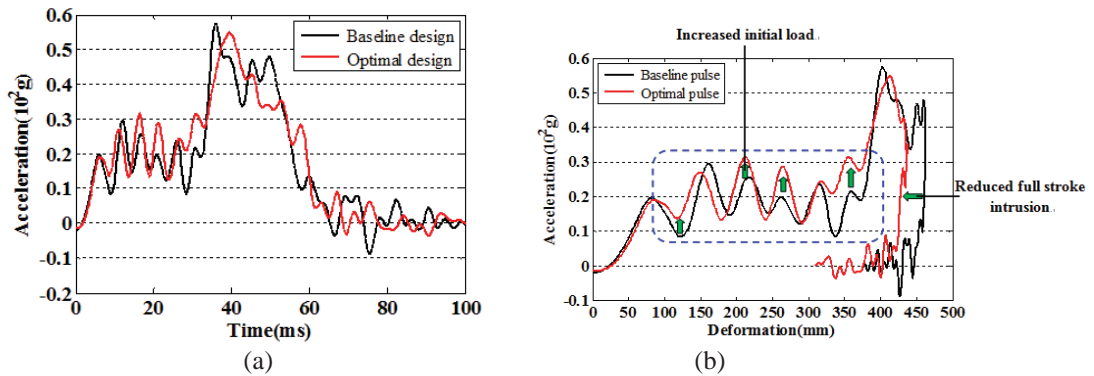 (a)
0.6
0.5
0.4
0.3
0.2
0.1
0
-0.1
-0.2
0
20
40
60
80
100
Acceleration(10²g)
Time(ms)
Baseline design
Optimal design
(a)
(b)
Increased initial load.
Baseline pulse
Optimal pulse
0.6
0.5
0.4
0.3
0.2
0.1
0
-0.1
0
50
100
150
200
250
300
350
400
450
500
Acceleration(10²g)
Deformation(mm)
Reduced full stroke
intrusion.
(b)